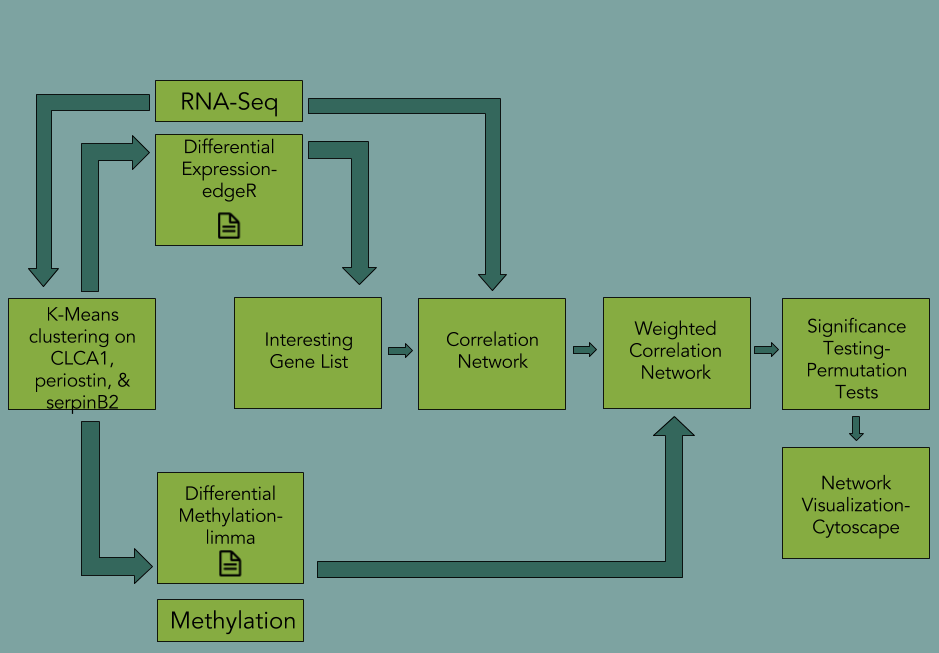 RNA-Seq
Differential
Expression-
edgeR
K-Means
clustering on
CLCA1,
periostin, &
serpinB2
Interesting
Gene List
Correlation
Network
Weighted
Correlation
Network
Significance
Testing-
Permutation
Tests
Differential
Methylation-
limma
Network
Visualization-
Cytoscape
Methylation